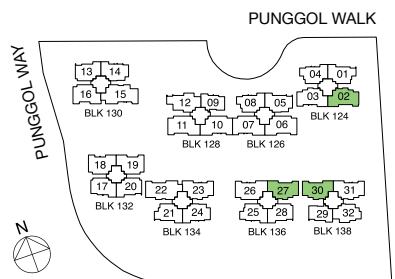 PUNGGOL WALK
PUNGGOL WAY
04 01
03 02
BLK 124
13 14
16 15
BLK 130
12 09
11 10
BLK 128
08 05
07 06
BLK 126
18 19
17 20
BLK 132
22 23
21 24
BLK 134
26 27
25 28
BLK 136
30 31
29 32
BLK 138
N